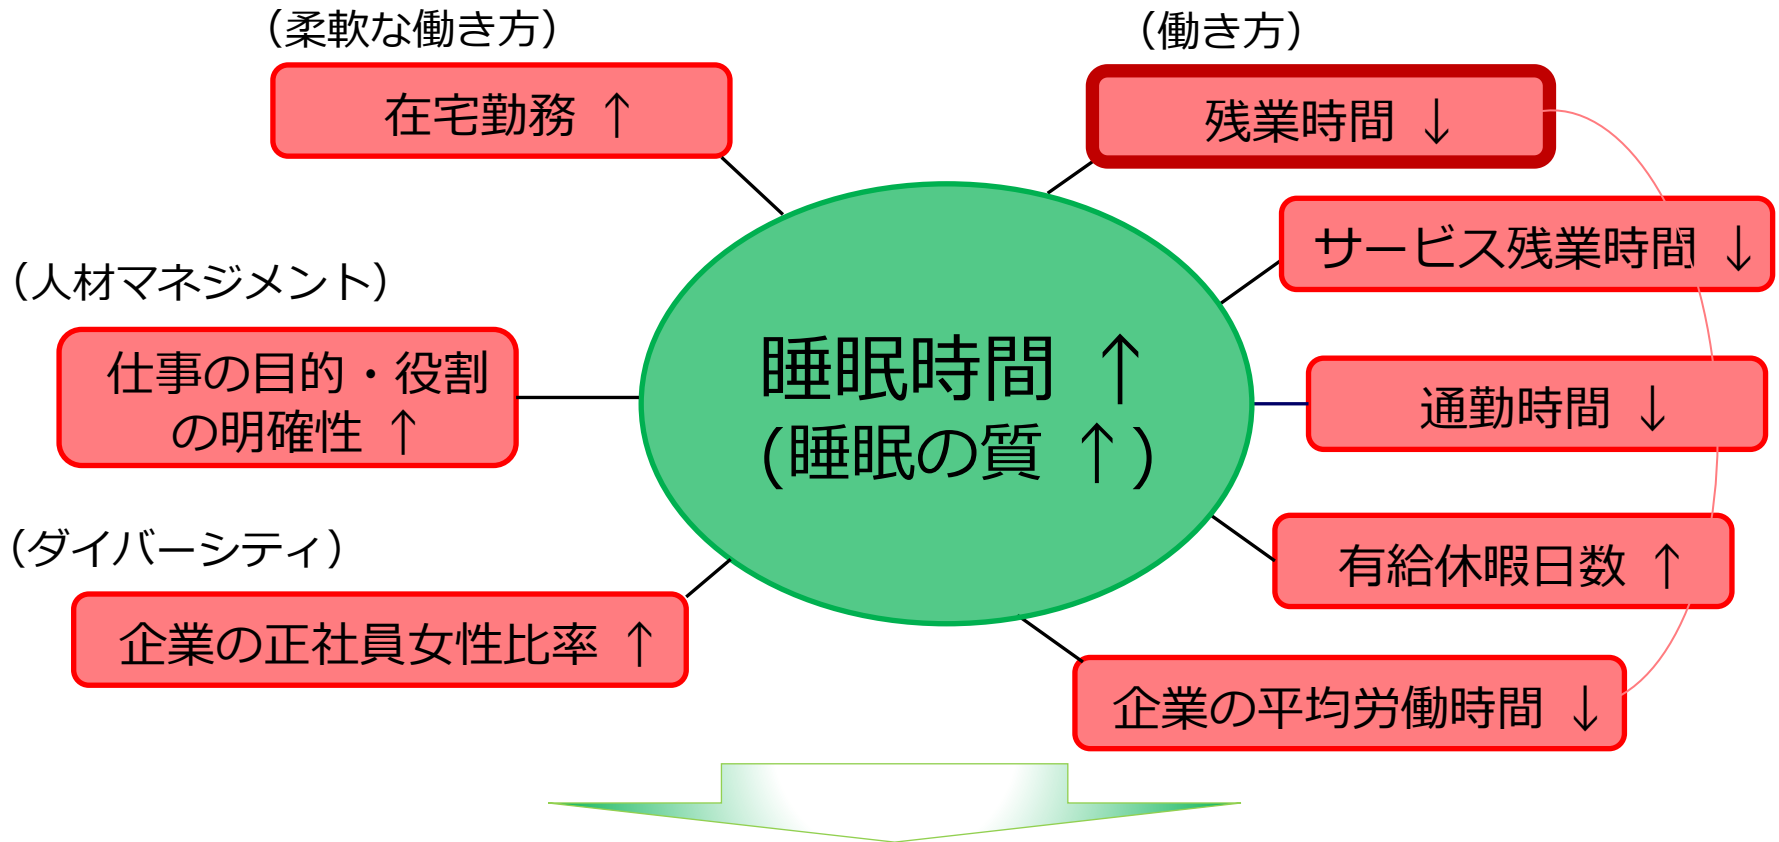 （柔軟な働き方）
在宅勤務 ↑
（人材マネジメント）
仕事の目的・役割
の明確性 ↑
（ダイバーシティ）
企業の正社員女性比率 ↑
睡眠時間 ↑
(睡眠の質 ↑)
（働き方）
残業時間 ↓
サービス残業時間 ↓
通勤時間 ↓
有給休暇日数 ↑
企業の平均労働時間 ↓